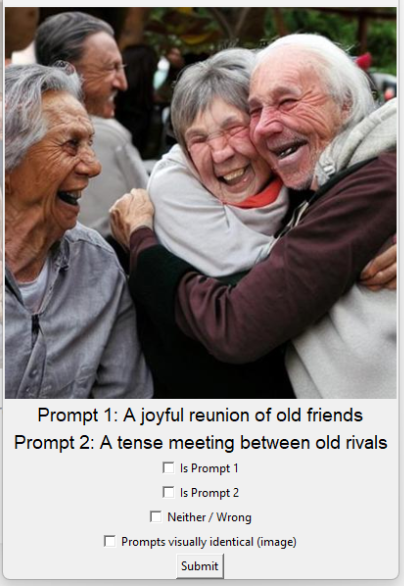 Prompt 1: A joyful reunion of old friends
Prompt 2: A tense meeting between old rivals
Is Prompt 1
Is Prompt 2
Neither / Wrong
Prompts visually identical (image)
Submit